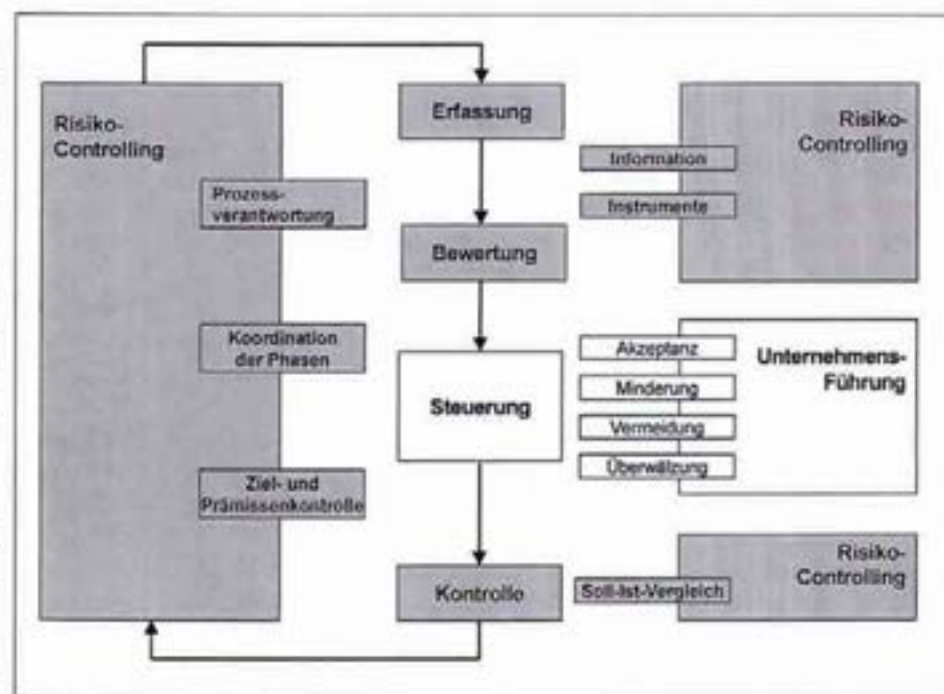 Risiko-
Controlling
Prozess-
verantwortung
Koordination
der Phasen
Ziel- und
Prämissenkontrolle
Erfassung
Bewertung
Steuerung
Kontrolle
Risiko-
Controlling
Information
Instrumente
Unternehmens-
Führung
Akzeptanz
Minderung
Vermeidung
Überwälzung
Risiko-
Controlling
Soll-Ist-Vergleich